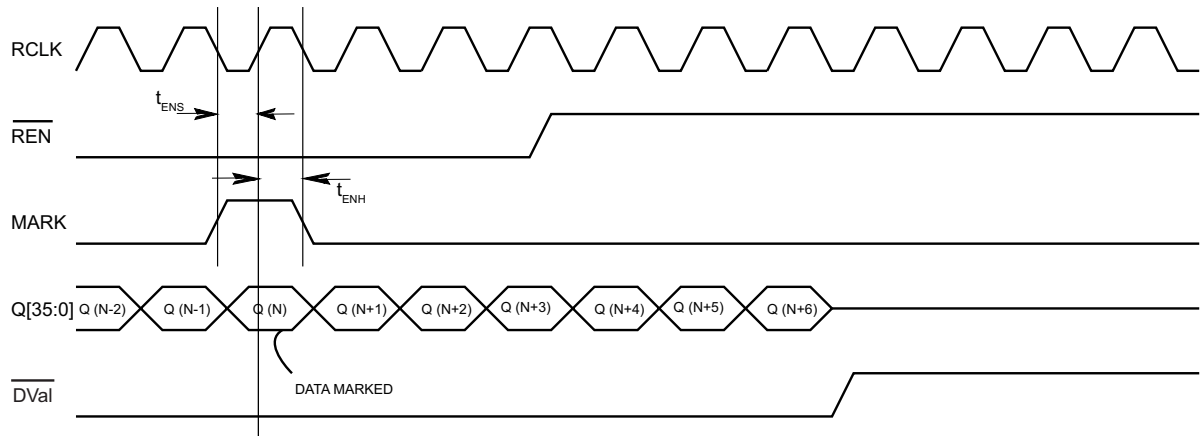 RCLK
tENS
REN
tENH
MARK
Q[35:0] Q (N-2) Q (N-1) Q (N) Q (N+1) Q (N+2) Q (N+3) Q (N+4) Q (N+5) Q (N+6)
DATA MARKED
DVal